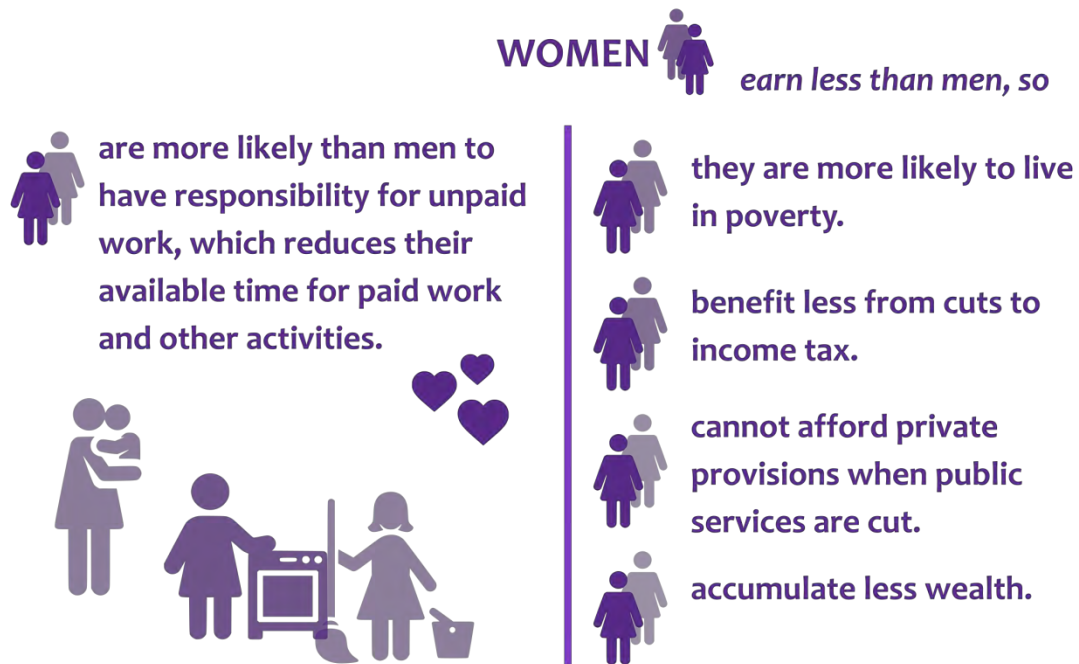 WOMEN
earn less than men, so
are more likely than men to
have responsibility for unpaid
work, which reduces their
available time for paid work
and other activities.
they are more likely to live
in poverty.
benefit less from cuts to
income tax.
cannot afford private
provisions when public
services are cut.
accumulate less wealth.